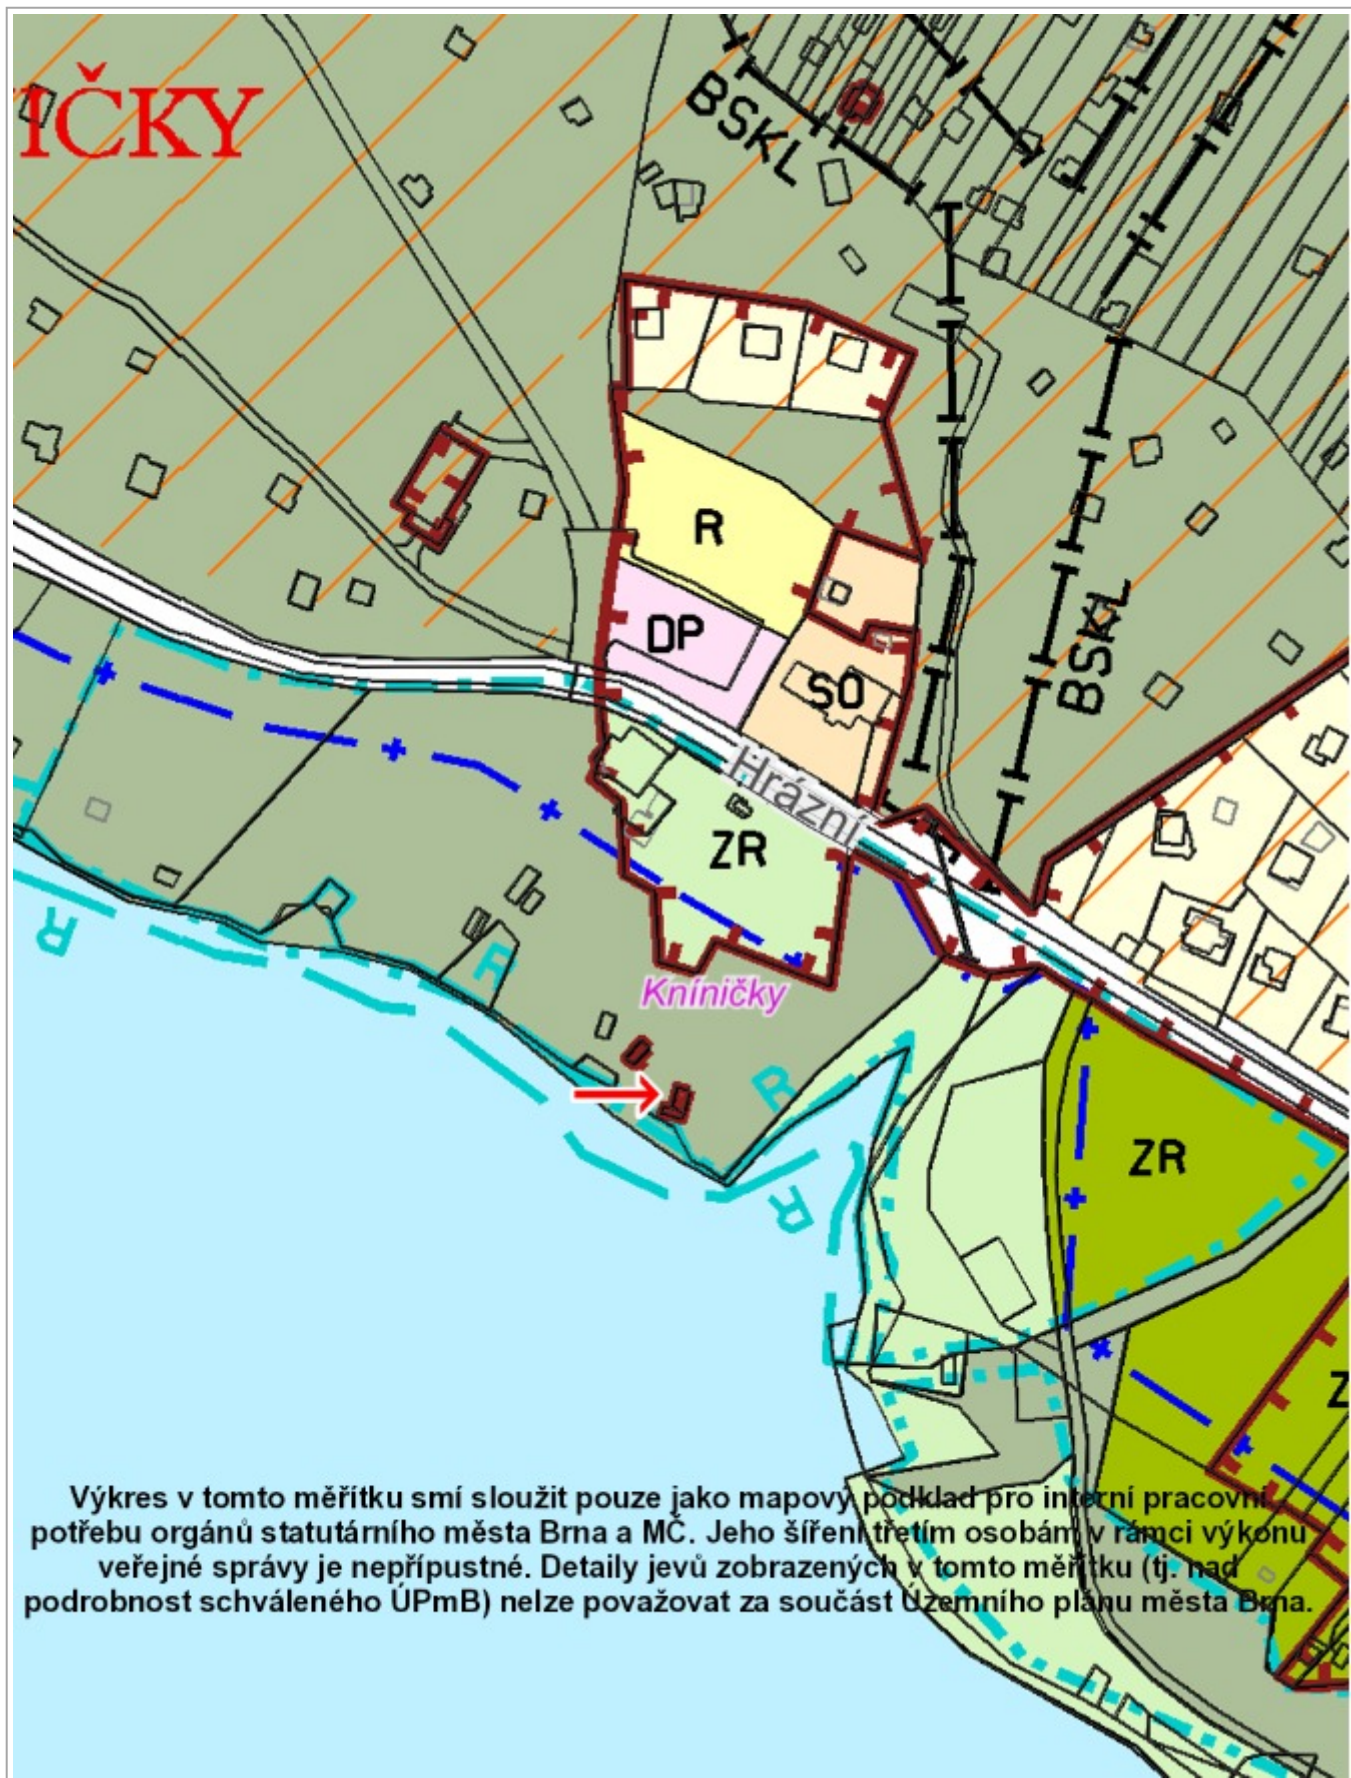 IČKY
BSKL
R
DP
SO
BSKL
Hrázní
ZR
R
R
Kníničky
R
ZR
R
Z
Výkres v tomto měřítku smí sloužit pouze jako mapový podklad pro interní pracovní
potřebu orgánů statutárního města Brna a MČ. Jeho šíření třetím osobám v rámci výkonu
veřejné správy je nepřípustné. Detaily jevů zobrazených v tomto měřítku (tj. nad
podrobnost schváleného ÚPmB) nelze považovat za součást Územního plánu města Brna.